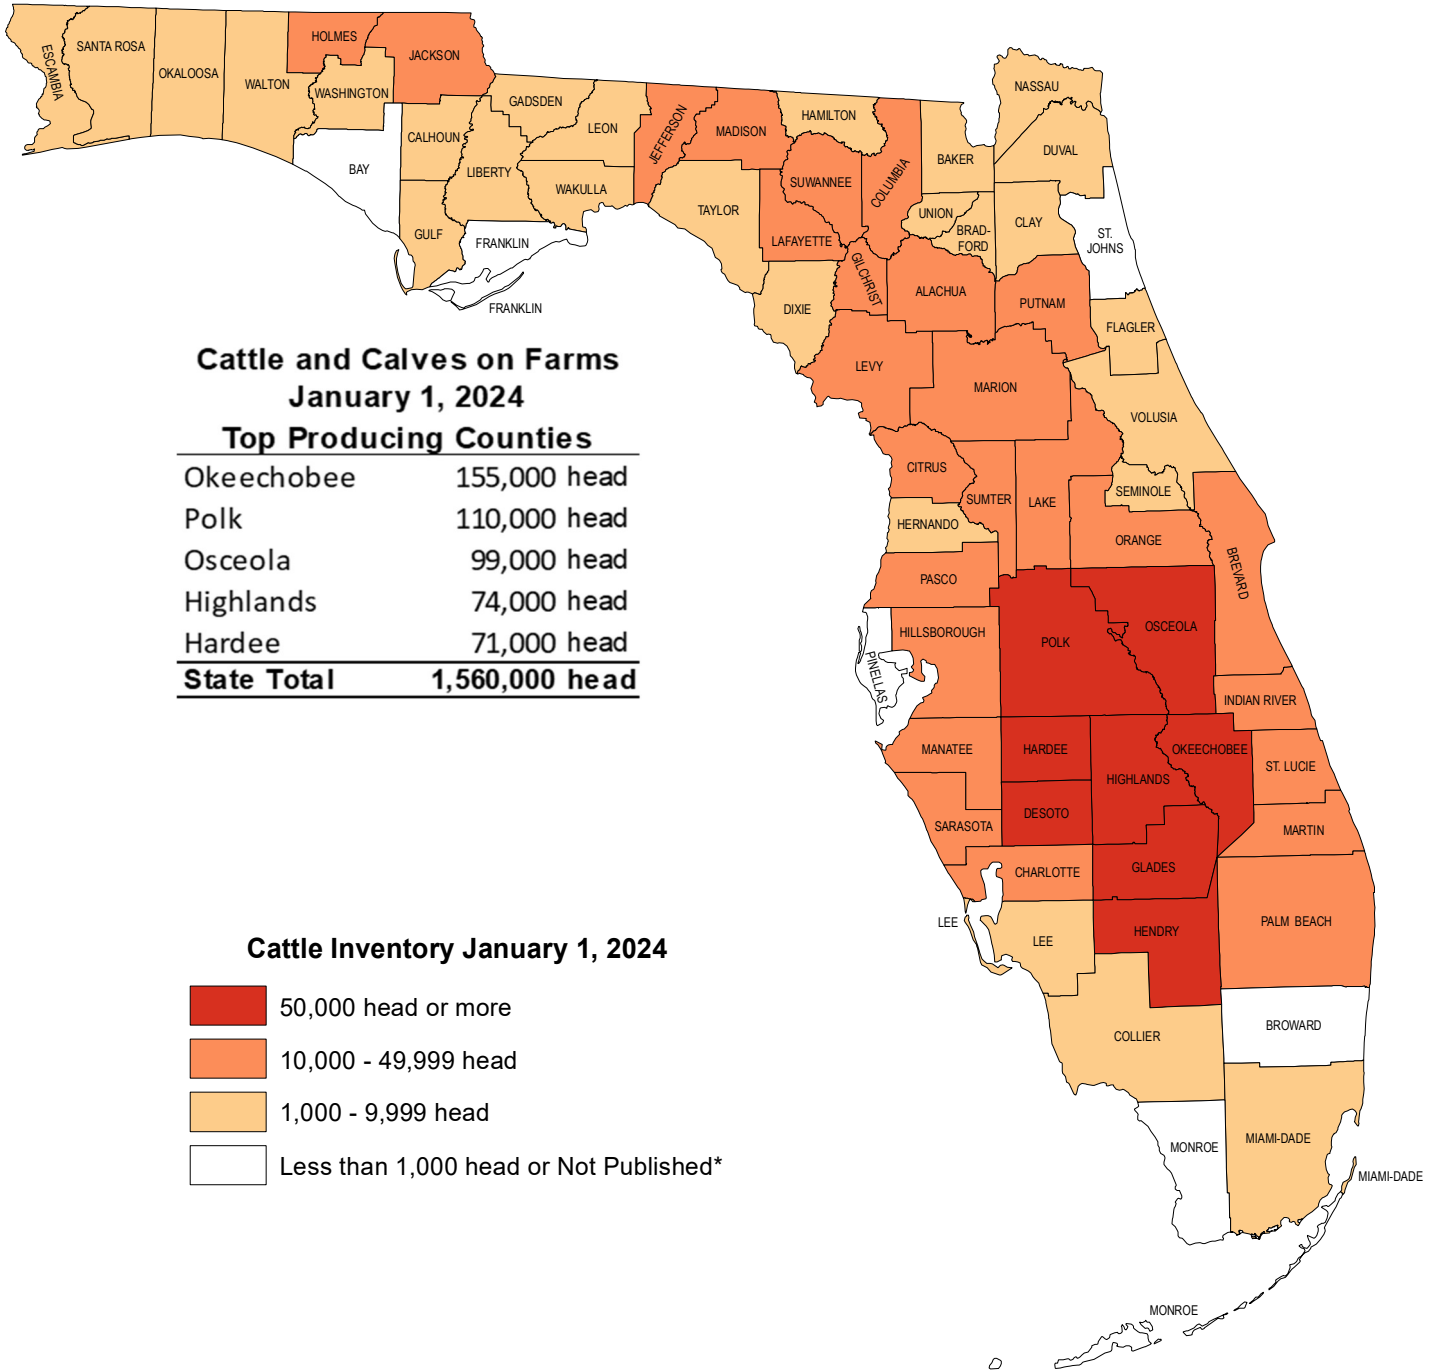 HOLMES
JACKSON
SANTA ROSA
ESCAMBIA
OKALOOSA
WALTON
WASHINGTON
NASSAU
GADSDEN
HAMILTON
LEON
JEFFERSON
MADISON
CALHOUN
DUVAL
BAKER
BAY
LIBERTY
SUWANNEE
COLUMBIA
WAKULLA
TAYLOR
UNION
CLAY
BRAD-
FORD
GULF
FRANKLIN
LAFAYETTE
ST.
JOHNS
GILCHRIST
ALACHUA
PUTNAM
FRANKLIN
DIXIE
FLAGLER
LEVY
MARION
VOLUSIA
CITRUS
SUMTER
LAKE
SEMINOLE
HERNANDO
ORANGE
BREVARD
PASCO
HILLSBOROUGH
POLK
OSCEOLA
PINELLAS
INDIAN RIVER
MANATEE
HARDEE
OKEECHOBEE
HIGHLANDS
ST. LUCIE
SARASOTA
DESOTO
MARTIN
CHARLOTTE
GLADES
LEE
LEE
HENDRY
PALM BEACH
COLLIER
BROWARD
MONROE
MIAMI-DADE
MIAMI-DADE
MONROE
Cattle and Calves on Farms
January 1, 2024
Top Producing Counties
Okeechobee 155,000 head
Polk 110,000 head
Osceola 99,000 head
Highlands 74,000 head
Hardee 71,000 head
State Total 1,560,000 head
Cattle Inventory January 1, 2024
50,000 head or more
10,000 - 49,999 head
1,000 - 9,999 head
Less than 1,000 head or Not Published*